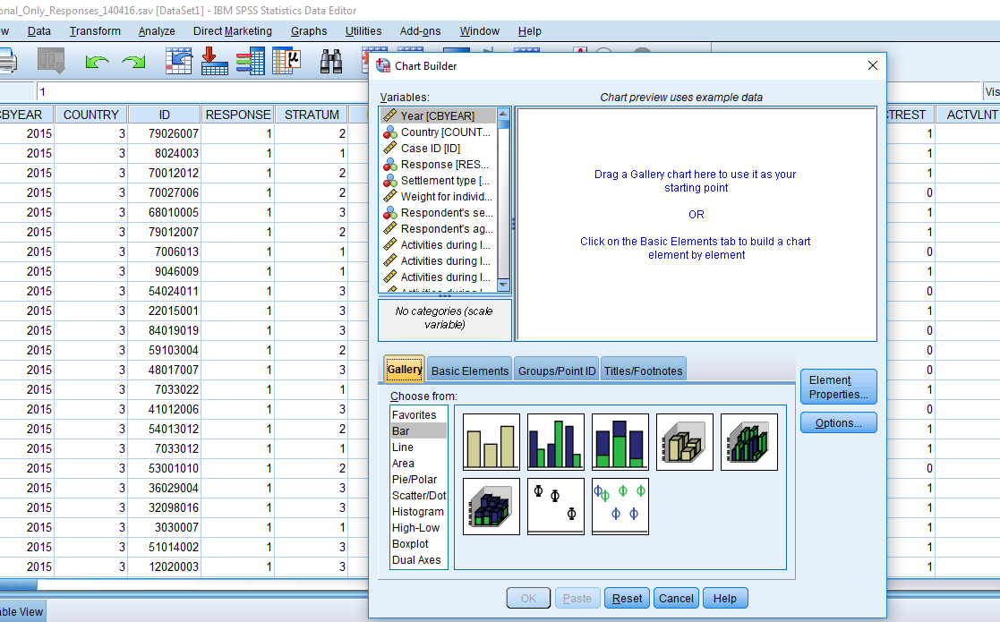 onal_Only_Responses_140416.sav [DataSet1] - IBM SPSS Statistics Data Editor
w Data Transform Analyze Direct Marketing Graphs Utilities Add-ons Window Help
μ A
Chart Builder
1
Vis
Variables:
Chart preview uses example data
CBYEAR COUNTRY ID RESPONSE STRATUM CTREST ACTVLNT
2015 3 79026007 1 2 1
2015 3 8024003 1 1 1
2015 3 70012012 1 2 1
2015 3 70027006 1 2 0
2015 3 68010005 1 3 1
2015 3 79012007 1 2 1
2015 3 7006013 1 1 0
2015 3 9046009 1 1 1
2015 3 54024011 1 3 0
2015 3 22015001 1 3 1
2015 3 84019019 1 3 0
2015 3 59103004 1 2 0
2015 3 48017007 1 3 0
2015 3 7033022 1 1 1
2015 3 41012006 1 3 0
2015 3 54013012 1 2 1
2015 3 7033012 1 1 1
2015 3 53001010 1 2 0
2015 3 36029004 1 3 1
2015 3 32098016 1 3 1
2015 3 3030007 1 1 1
2015 3 51014002 1 3 1
2015 3 12020003 1 3 1
Year [CBYEAR]
Country [COUNT...
Case ID [ID]
Response [RES...
Settlement type [...
Weight for individ...
Respondent's se...
Respondent's ag...
Activities during l...
Activities during l...
Activities during l...
Activities during l...
No categories (scale
variable)
Drag a Gallery chart here to use it as your
starting point
OR
Click on the Basic Elements tab to build a chart
element by element
Gallery Basic Elements Groups/Point ID Titles/Footnotes
Choose from:
Favorites
Bar
Line
Area
Pie/Polar
Scatter/Dot
Histogram
High-Low
Boxplot
Dual Axes
Element
Properties...
Options...
OK Paste Reset Cancel Help
able View